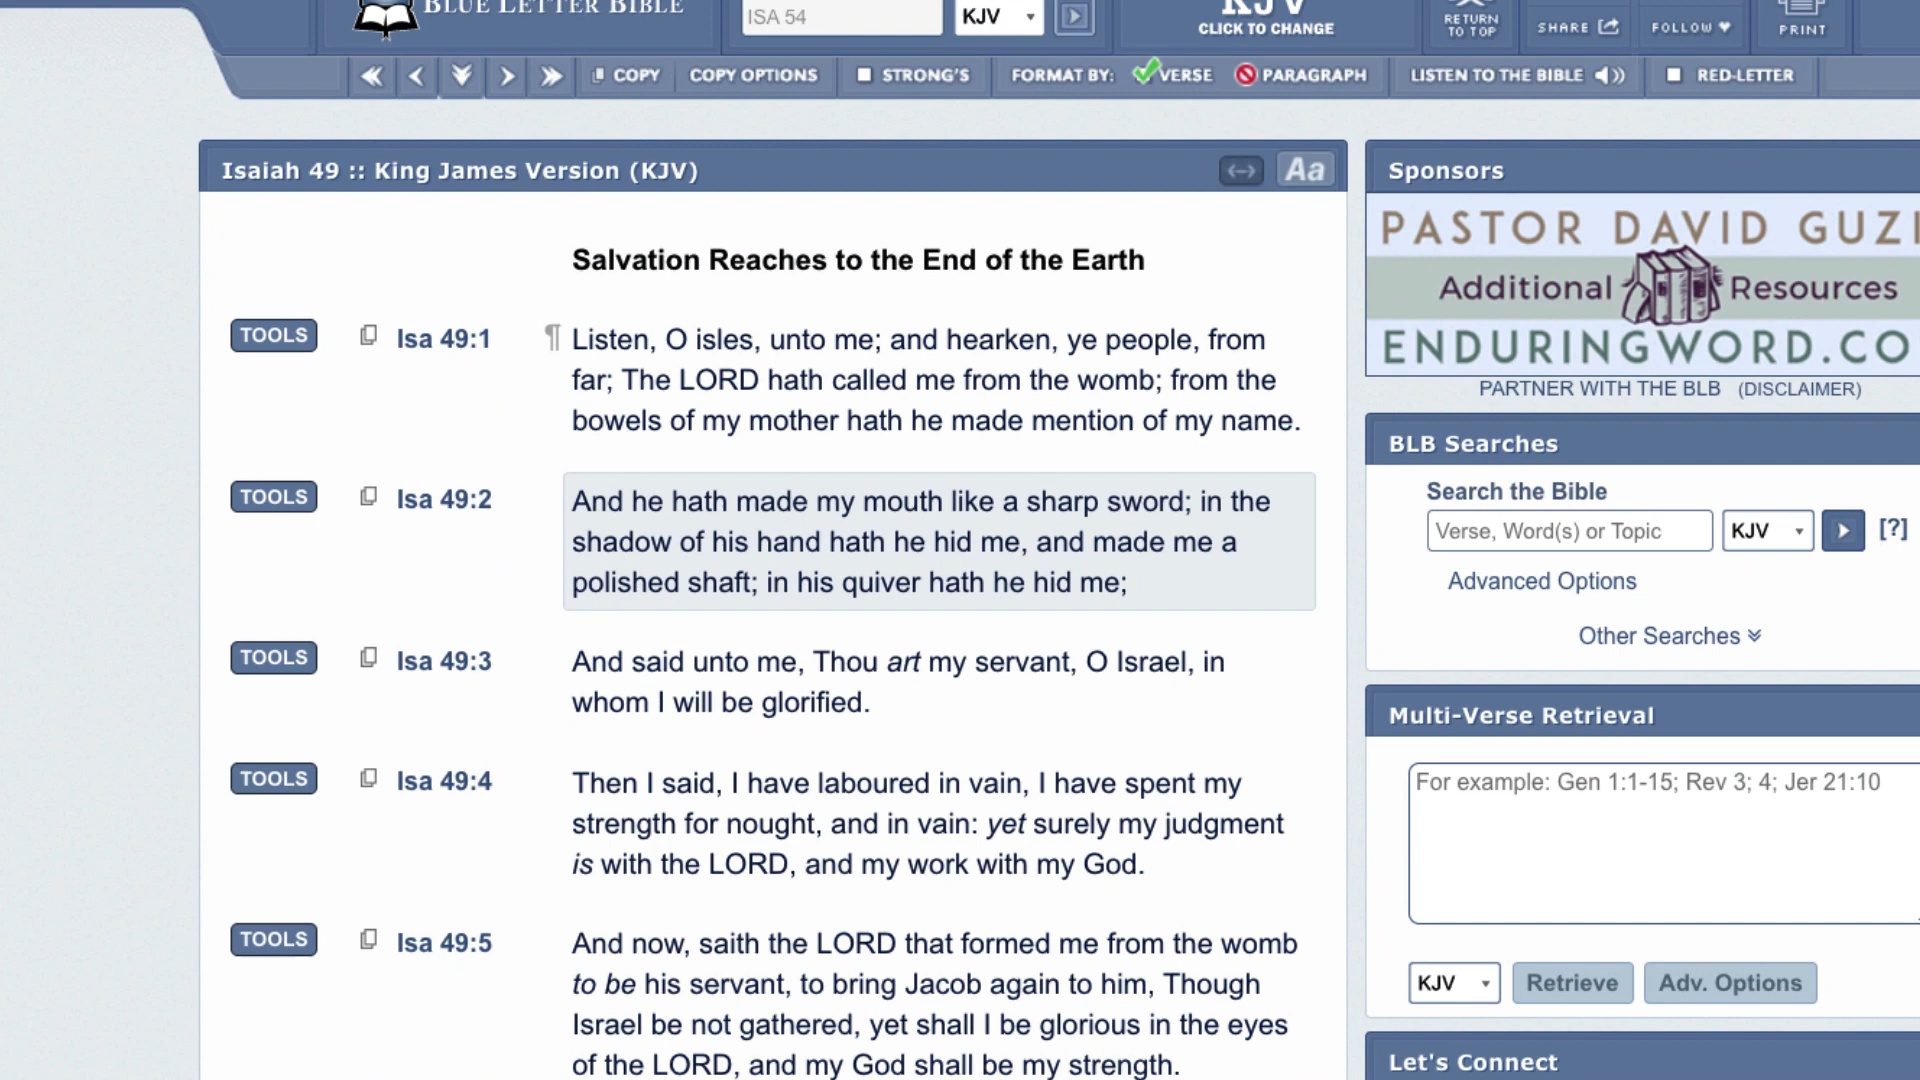 BLUE LETTER BIBLE
ISA 54
KJV
KJV
CLICK TO CHANGE
RETURN
TO TOP
SHARE
FOLLOW
PRINT
COPY
COPY OPTIONS
STRONG'S
FORMAT BY:
VERSE
PARAGRAPH
LISTEN TO THE BIBLE
RED-LETTER
Isaiah 49 :: King James Version (KJV)
Aa
Salvation Reaches to the End of the Earth
TOOLS Isa 49:1 ¶ Listen, O isles, unto me; and hearken, ye people, from
far; The LORD hath called me from the womb; from the
bowels of my mother hath he made mention of my name.
TOOLS Isa 49:2 And he hath made my mouth like a sharp sword; in the
shadow of his hand hath he hid me, and made me a
polished shaft; in his quiver hath he hid me;
TOOLS Isa 49:3 And said unto me, Thou art my servant, O Israel, in
whom I will be glorified.
TOOLS Isa 49:4 Then I said, I have laboured in vain, I have spent my
strength for nought, and in vain: yet surely my judgment
is with the LORD, and my work with my God.
TOOLS Isa 49:5 And now, saith the LORD that formed me from the womb
to be his servant, to bring Jacob again to him, Though
Israel be not gathered, yet shall I be glorious in the eyes
of the LORD, and my God shall be my strength.
Sponsors
PASTOR DAVID GUZI
Additional Resources
ENDURINGWORD.CO
PARTNER WITH THE BLB (DISCLAIMER)
BLB Searches
Search the Bible
Verse, Word(s) or Topic KJV [?]
Advanced Options
Other Searches
Multi-Verse Retrieval
For example: Gen 1:1-15; Rev 3; 4; Jer 21:10
KJV Retrieve Adv. Options
Let's Connect